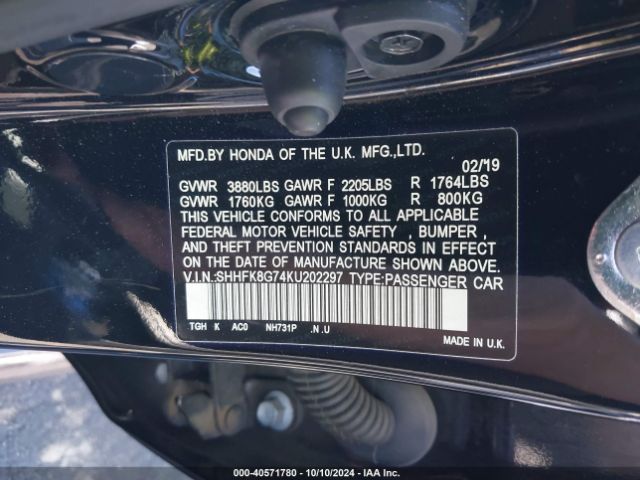 MFD.BY HONDA OF THE U.K. MFG.,LTD.
02/19
GVWR 3880LBS GAWR F 2205LBS R 1764LBS
GVWR 1760KG GAWR F 1000KG R 800KG
THIS VEHICLE CONFORMS TO ALL APPLICABLE
FEDERAL MOTOR VEHICLE SAFETY , BUMPER ,
AND THEFT PREVENTION STANDARDS IN EFFECT
ON THE DATE OF MANUFACTURE SHOWN ABOVE.
V.I.N.:SHHFK8G74KU202297 TYPE:PASSENGER CAR
TGH K AC0 NH731P .N .U
MADE IN U.K.
000-40571780 - 10/10/2024 - IAA Inc.